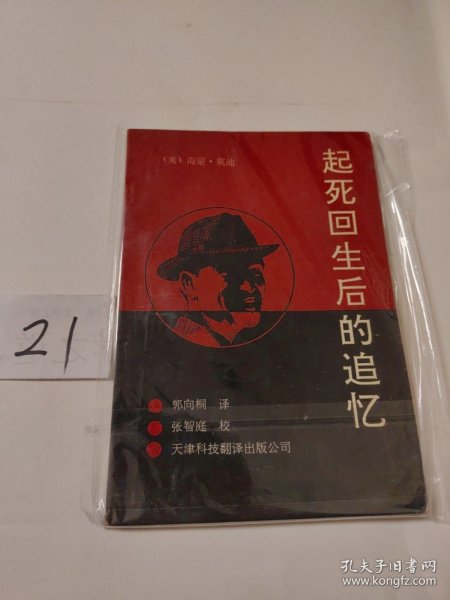 起死回生后的追忆
（美）雷蒙·莫迪
郭向桐 译
张智庭 校
天津科技翻译出版公司
21
孔夫子旧书网
www.kongfz.com